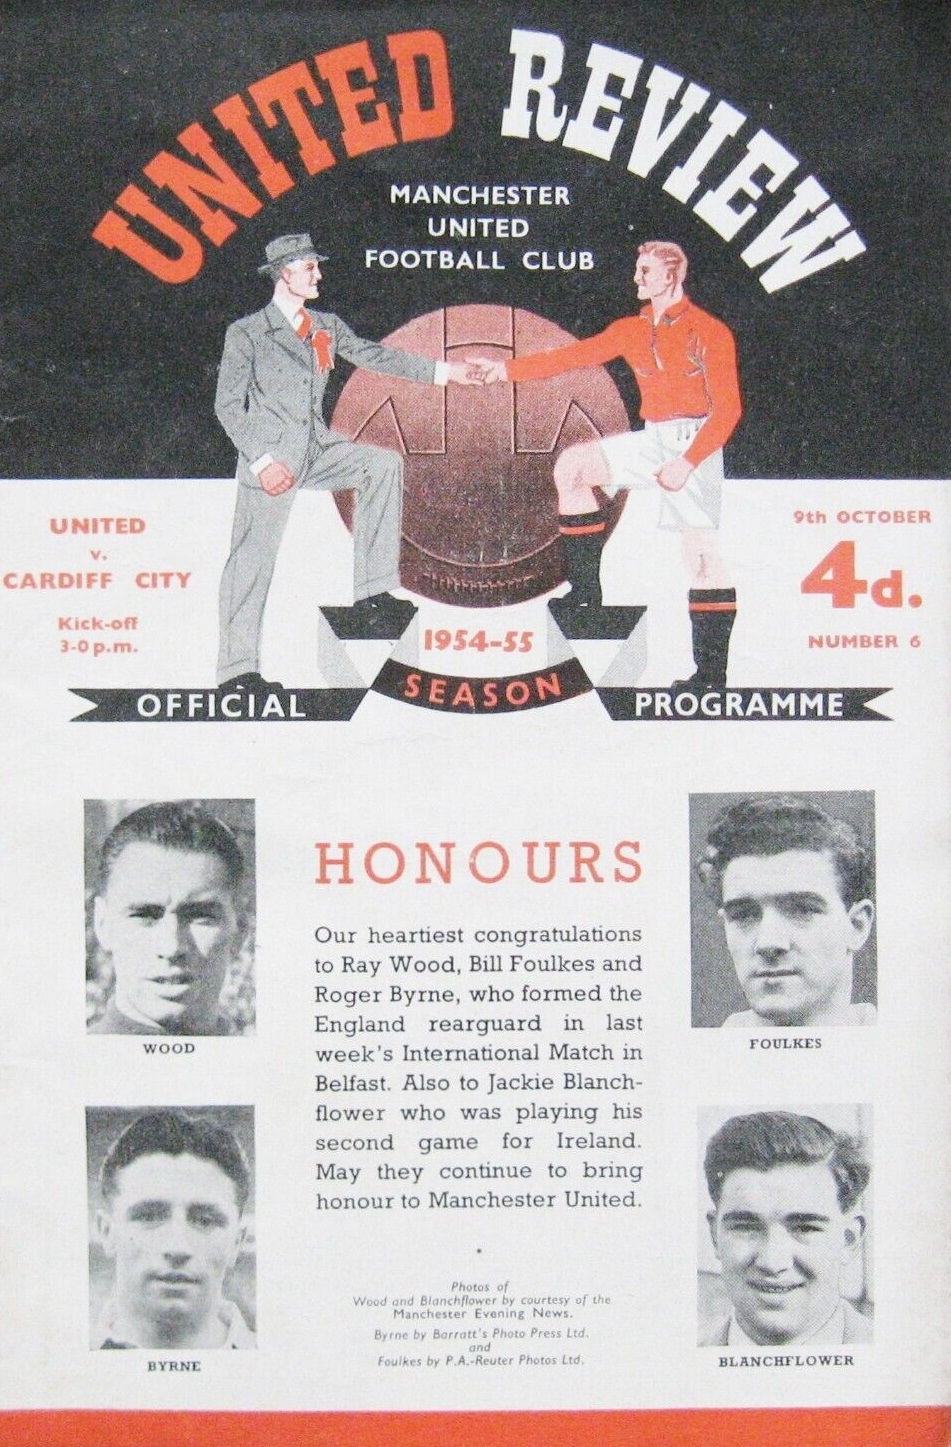 UNITED REVIEW
MANCHESTER
UNITED
FOOTBALL CLUB
UNITED
v.
CARDIFF CITY
Kick-off
3-0 p.m.
9th OCTOBER
4d.
NUMBER 6
1954-55
OFFICIAL SEASON PROGRAMME
WOOD
FOULKES
BYRNE
BLANCHFLOWER
HONOURS
Our heartiest congratulations
to Ray Wood, Bill Foulkes and
Roger Byrne, who formed the
England rearguard in last
week's International Match in
Belfast. Also to Jackie Blanch-
flower who was playing his
second game for Ireland.
May they continue to bring
honour to Manchester United.
Photos of
Wood and Blanchflower by courtesy of the
Manchester Evening News.
Byrne by Barratt's Photo Press Ltd.
and
Foulkes by P.A.-Reuter Photos Ltd.